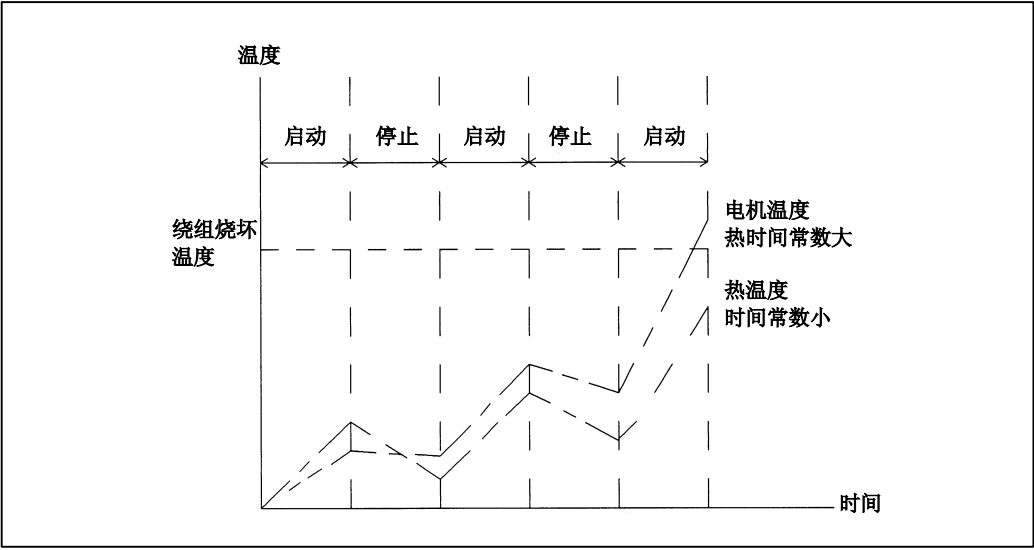 温度
启动
停止
启动
停止
启动
绕组烧坏
温度
电机温度
热时间常数大
热温度
时间常数小
时间